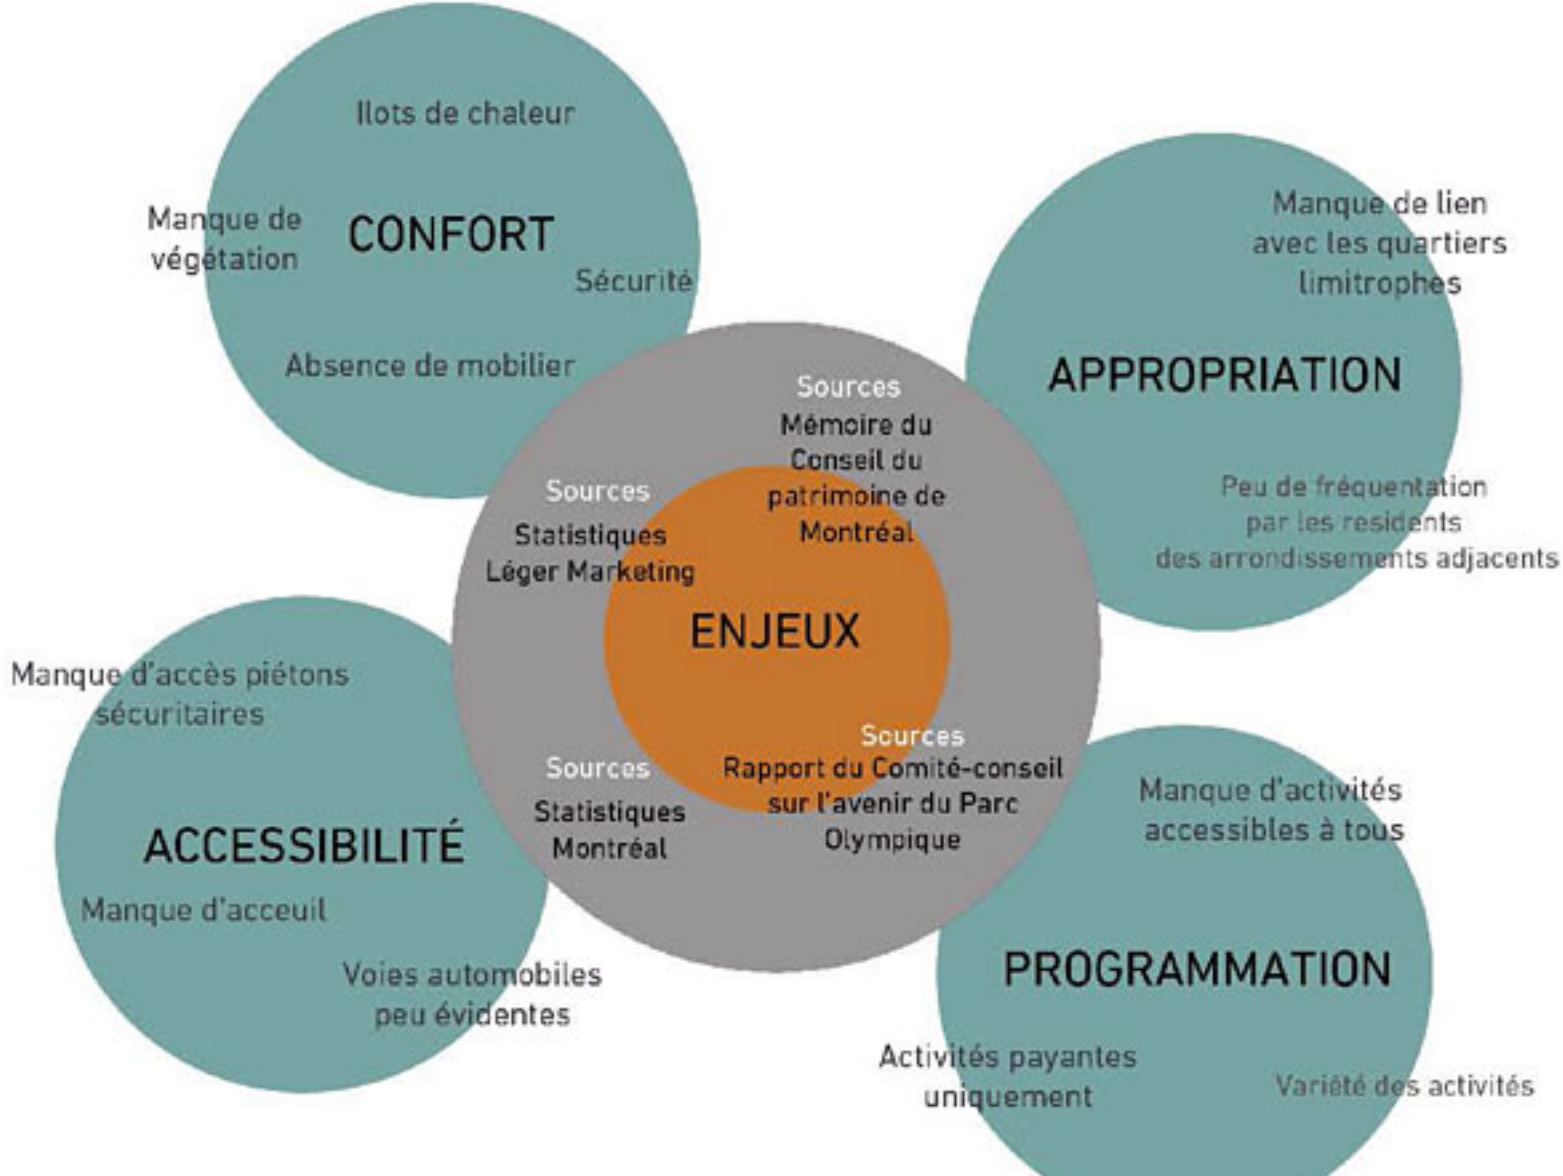 Ilots de chaleur
Manque de
végétation
CONFORT
Sécurité
Absence de mobilier
Manque de lien
avec les quartiers
limitrophes
APPROPRIATION
Peu de fréquentation
par les residents
des arrondissements adjacents
Sources
Mémoire du
Conseil du
patrimoine de
Montréal
Sources
Statistiques
Léger Marketing
ENJEUX
Sources
Statistiques
Montréal
Sources
Rapport du Comité-conseil
sur l'avenir du Parc
Olympique
Manque d'accès piétons
sécuritaires
ACCESSIBILITÉ
Manque d'acceuil
Voies automobiles
peu évidentes
Manque d'activités
accessibles à tous
PROGRAMMATION
Activités payantes
uniquement
Variété des activités